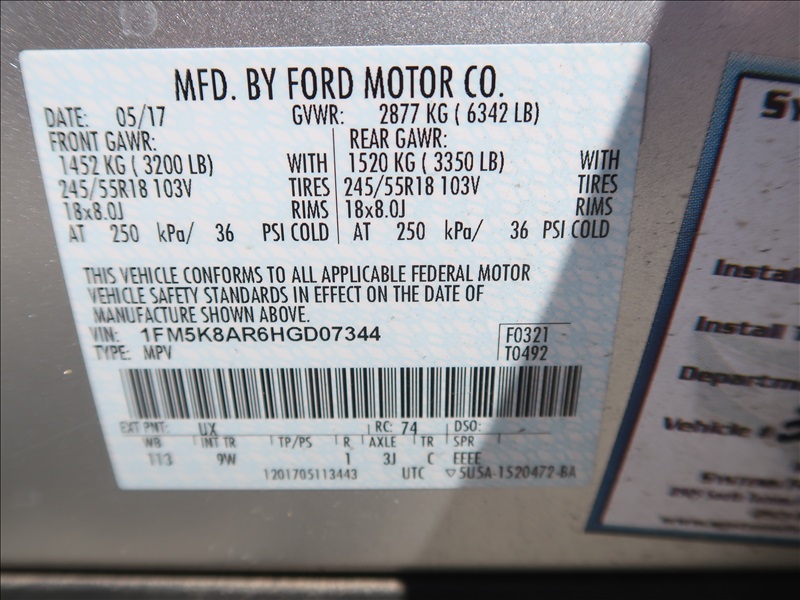 MFD. BY FORD MOTOR CO.
DATE: 05/17 GVWR: 2877 KG ( 6342 LB)
FRONT GAWR: REAR GAWR:
1452 KG ( 3200 LB) WITH 1520 KG ( 3350 LB) WITH
245/55R18 103V TIRES 245/55R18 103V TIRES
18x8.0J RIMS 18x8.0J RIMS
AT 250 kPa/ 36 PSI COLD AT 250 kPa/ 36 PSI COLD
THIS VEHICLE CONFORMS TO ALL APPLICABLE FEDERAL MOTOR
VEHICLE SAFETY STANDARDS IN EFFECT ON THE DATE OF
MANUFACTURE SHOWN ABOVE.
VIN: 1FM5K8AR6HGD07344 F0321
TYPE: MPV T0492
EXT PNT: UX RC: 74 DSO:
WB INT TR TP/PS R AXLE TR SPR
113 9W 1 3J C EEEE
1201705113443 UTC ▽5U5A-1520472-BA
Sy
Install
Install
Departm
Vehicle #